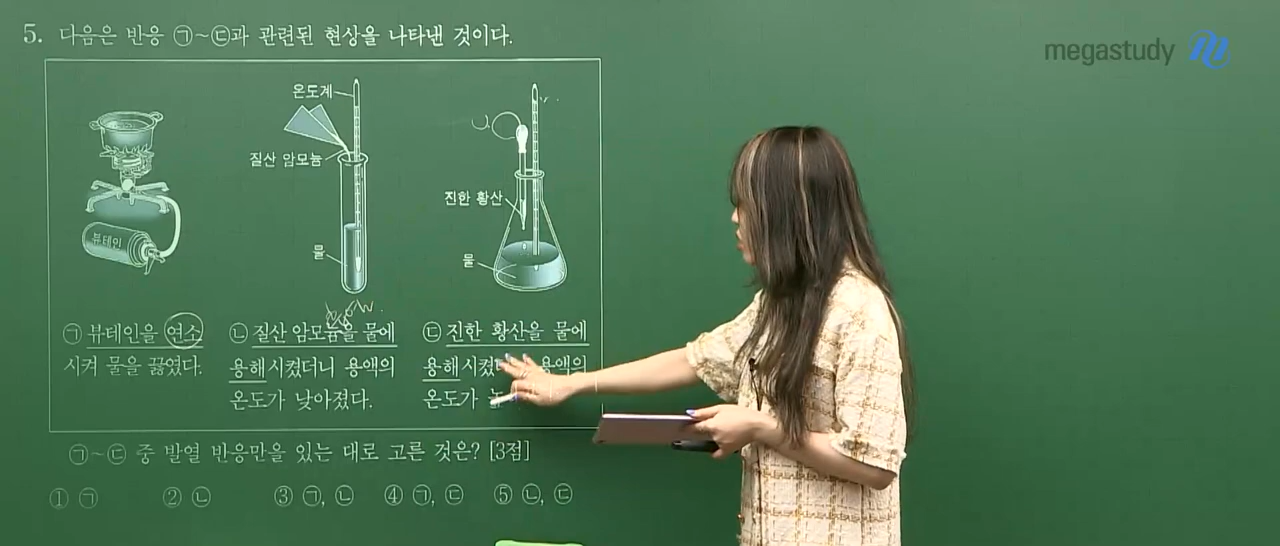 5. 다음은 반응 ㉠~㉢과 관련된 현상을 나타낸 것이다.
megastudy
온도계
질산 암모늄
진한 황산
뷰테인
물
물
㉠ 뷰테인을 연소
시켜 물을 끓였다.
㉡ 질산 암모늄을 물에
용해시켰더니 용액의
온도가 낮아졌다.
㉢ 진한 황산을 물에
용해시켰 용액의
온도가
㉠~㉢ 중 발열 반응만을 있는 대로 고른 것은? [3점]
① ㉠ ② ㉡ ③ ㉠, ㉡ ④ ㉠, ㉢ ⑤ ㉡, ㉢